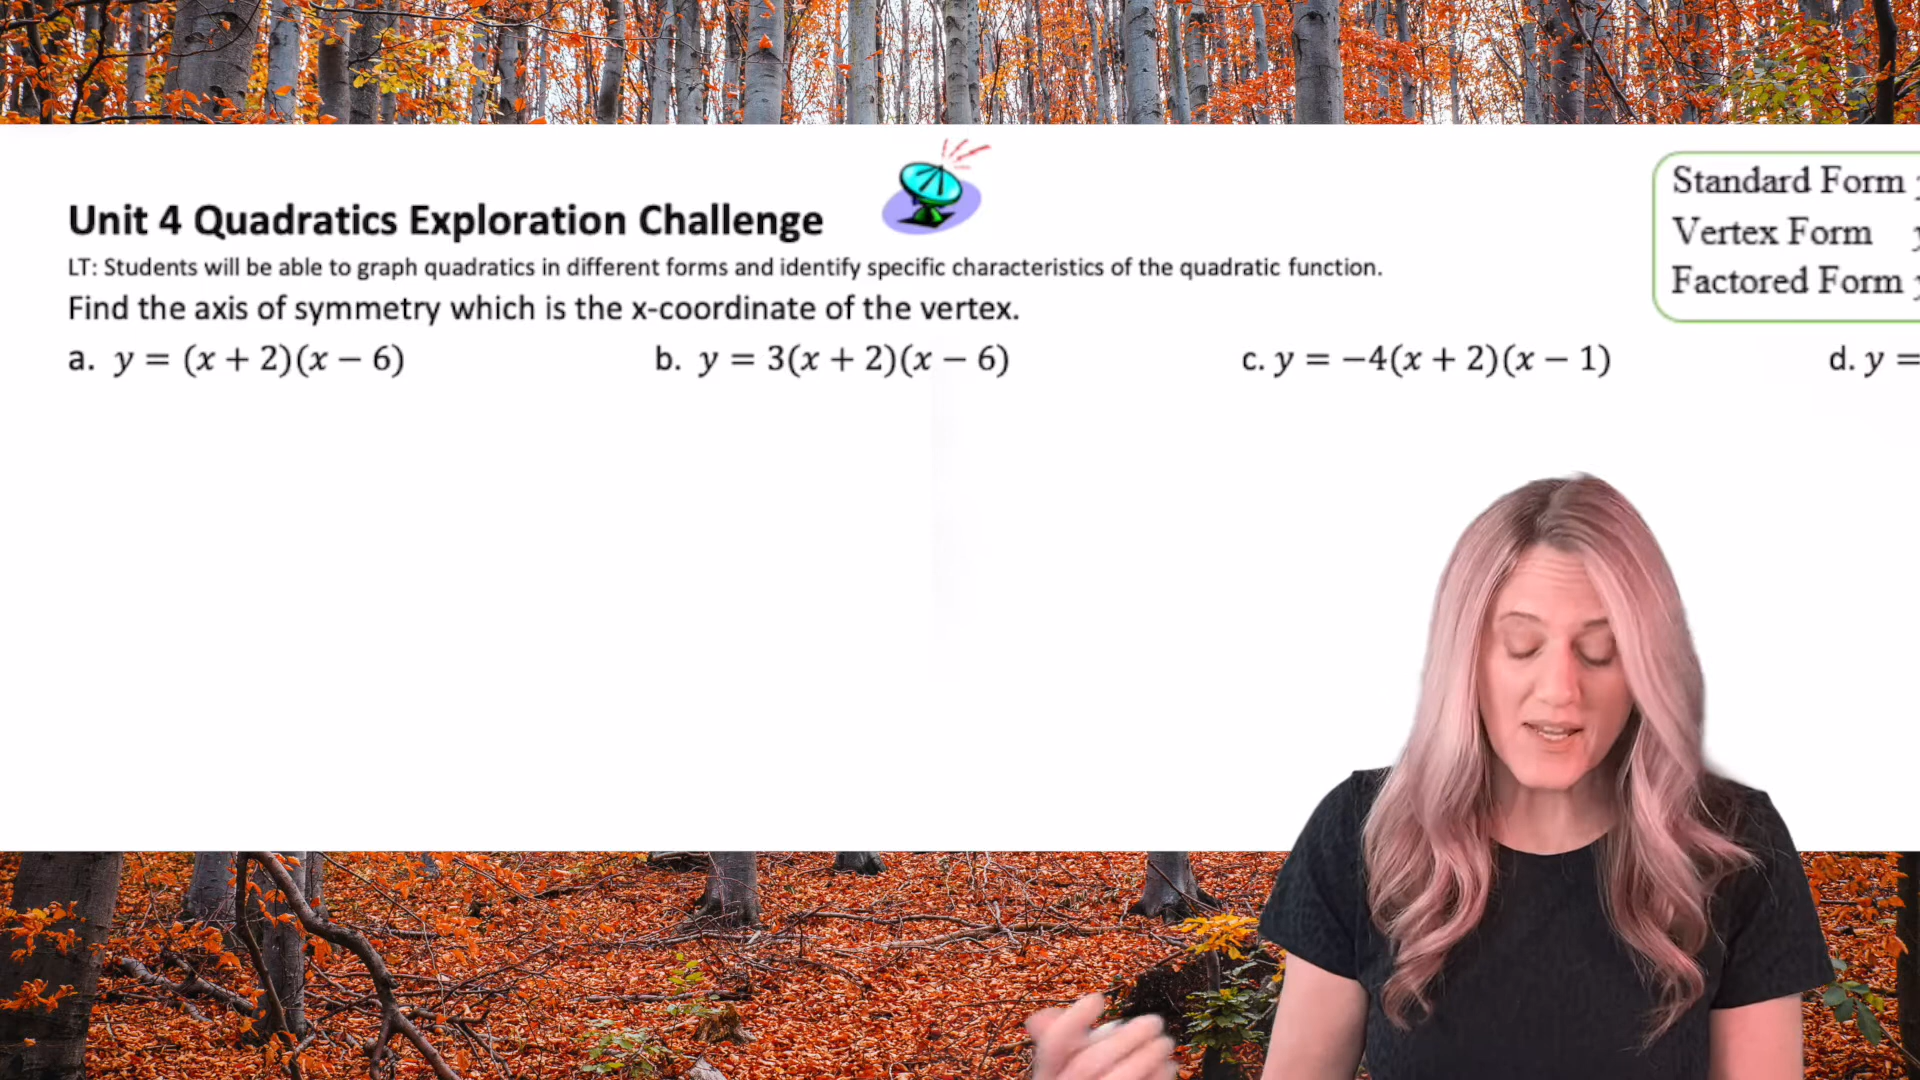 Unit 4 Quadratics Exploration Challenge
LT: Students will be able to graph quadratics in different forms and identify specific characteristics of the quadratic function.
Find the axis of symmetry which is the x-coordinate of the vertex.
a. y = (x + 2)(x − 6)
b. y = 3(x + 2)(x − 6)
c. y = −4(x + 2)(x − 1)
d. y =
Standard Form
Vertex Form
Factored Form